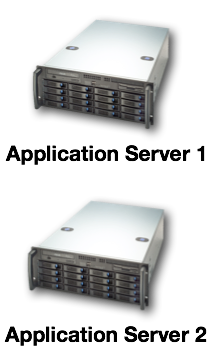 Application Server 1
Application Server 2